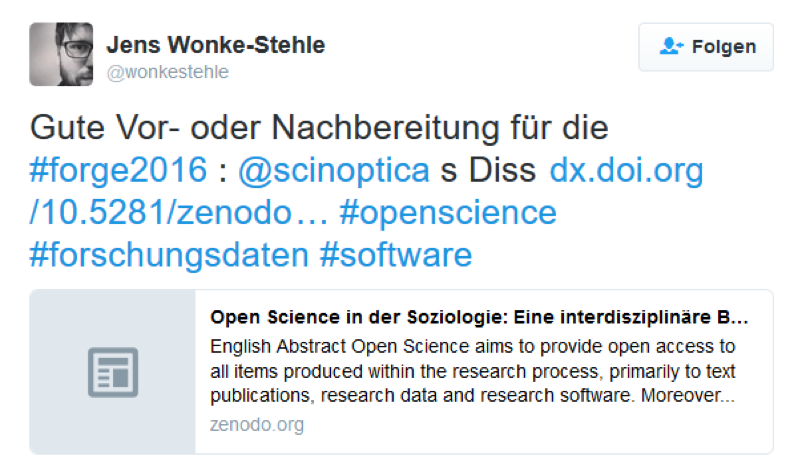 Jens Wonke-Stehle
@wonkestehle
Folgen
Gute Vor- oder Nachbereitung für die
#forge2016 : @scinoptica s Diss dx.doi.org
/10.5281/zenodo… #openscience
#forschungsdaten #software
Open Science in der Soziologie: Eine interdisziplinäre B...
English Abstract Open Science aims to provide open access to
all items produced within the research process, primarily to text
publications, research data and research software. Moreover...
zenodo.org